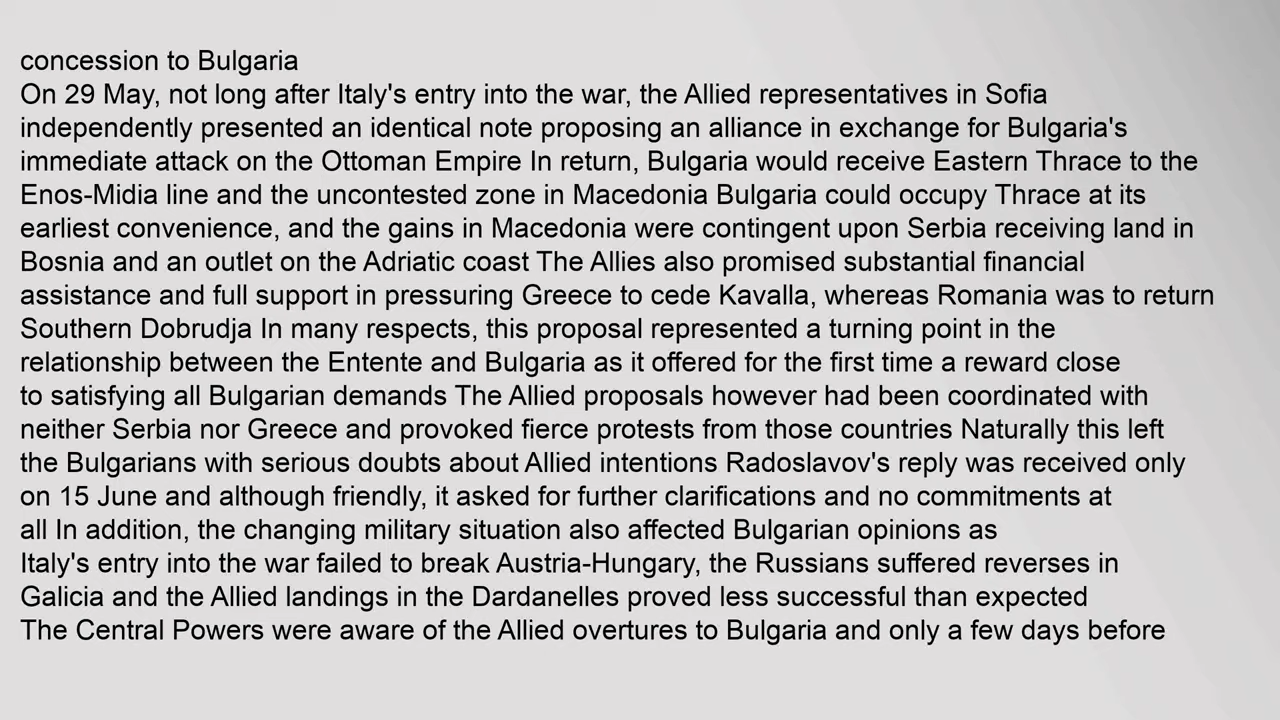 concession to Bulgaria
On 29 May, not long after Italy's entry into the war, the Allied representatives in Sofia
independently presented an identical note proposing an alliance in exchange for Bulgaria's
immediate attack on the Ottoman Empire In return, Bulgaria would receive Eastern Thrace to the
Enos-Midia line and the uncontested zone in Macedonia Bulgaria could occupy Thrace at its
earliest convenience, and the gains in Macedonia were contingent upon Serbia receiving land in
Bosnia and an outlet on the Adriatic coast The Allies also promised substantial financial
assistance and full support in pressuring Greece to cede Kavalla, whereas Romania was to return
Southern Dobrudja In many respects, this proposal represented a turning point in the
relationship between the Entente and Bulgaria as it offered for the first time a reward close
to satisfying all Bulgarian demands The Allied proposals however had been coordinated with
neither Serbia nor Greece and provoked fierce protests from those countries Naturally this left
the Bulgarians with serious doubts about Allied intentions Radoslavov's reply was received only
on 15 June and although friendly, it asked for further clarifications and no commitments at
all In addition, the changing military situation also affected Bulgarian opinions as
Italy's entry into the war failed to break Austria-Hungary, the Russians suffered reverses in
Galicia and the Allied landings in the Dardanelles proved less successful than expected
The Central Powers were aware of the Allied overtures to Bulgaria and only a few days before